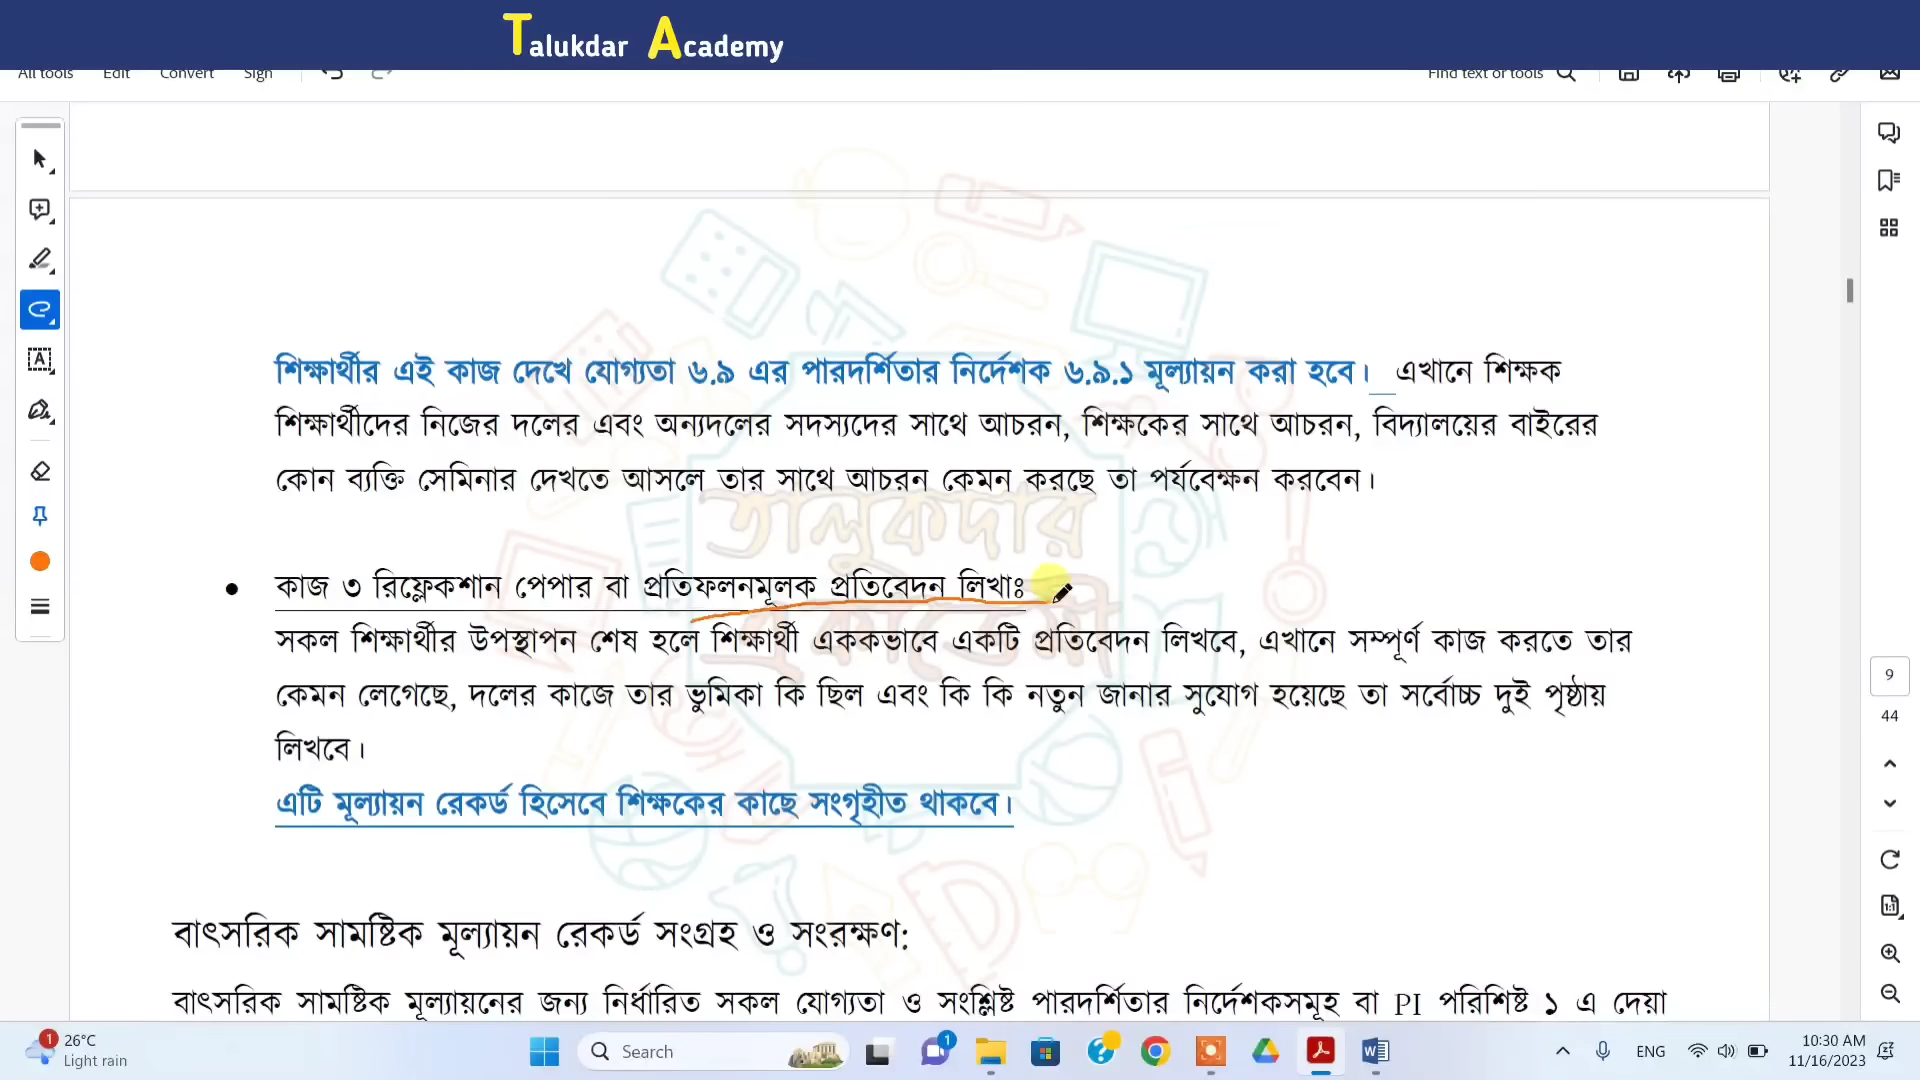 Talukdar Academy
All tools Edit Convert Sign Find text or tools
শিক্ষার্থীর এই কাজ দেখে যোগ্যতা ৬.৯ এর পারদর্শিতার নির্দেশক ৬.৯.১ মূল্যায়ন করা হবে। এখানে শিক্ষক
শিক্ষার্থীদের নিজের দলের এবং অন্যদলের সদস্যদের সাথে আচরন, শিক্ষকের সাথে আচরন, বিদ্যালয়ের বাইরের
কোন ব্যক্তি সেমিনার দেখতে আসলে তার সাথে আচরন কেমন করছে তা পর্যবেক্ষন করবেন।
তালুকদার
একাডেমী
• কাজ ৩ রিফ্লেকশান পেপার বা প্রতিফলনমূলক প্রতিবেদন লিখাঃ
সকল শিক্ষার্থীর উপস্থাপন শেষ হলে শিক্ষার্থী এককভাবে একটি প্রতিবেদন লিখবে, এখানে সম্পূর্ণ কাজ করতে তার
কেমন লেগেছে, দলের কাজে তার ভুমিকা কি ছিল এবং কি কি নতুন জানার সুযোগ হয়েছে তা সর্বোচ্চ দুই পৃষ্ঠায়
লিখবে।
এটি মূল্যায়ন রেকর্ড হিসেবে শিক্ষকের কাছে সংগৃহীত থাকবে।
বাৎসরিক সামষ্টিক মূল্যায়ন রেকর্ড সংগ্রহ ও সংরক্ষণ:
বাৎসরিক সামষ্টিক মূল্যায়নের জন্য নির্ধারিত সকল যোগ্যতা ও সংশ্লিষ্ট পারদর্শিতার নির্দেশকসমূহ বা PI পরিশিষ্ট ১ এ দেয়া
9
44
1
26°C
Light rain
Search
1
ENG
10:30 AM
11/16/2023